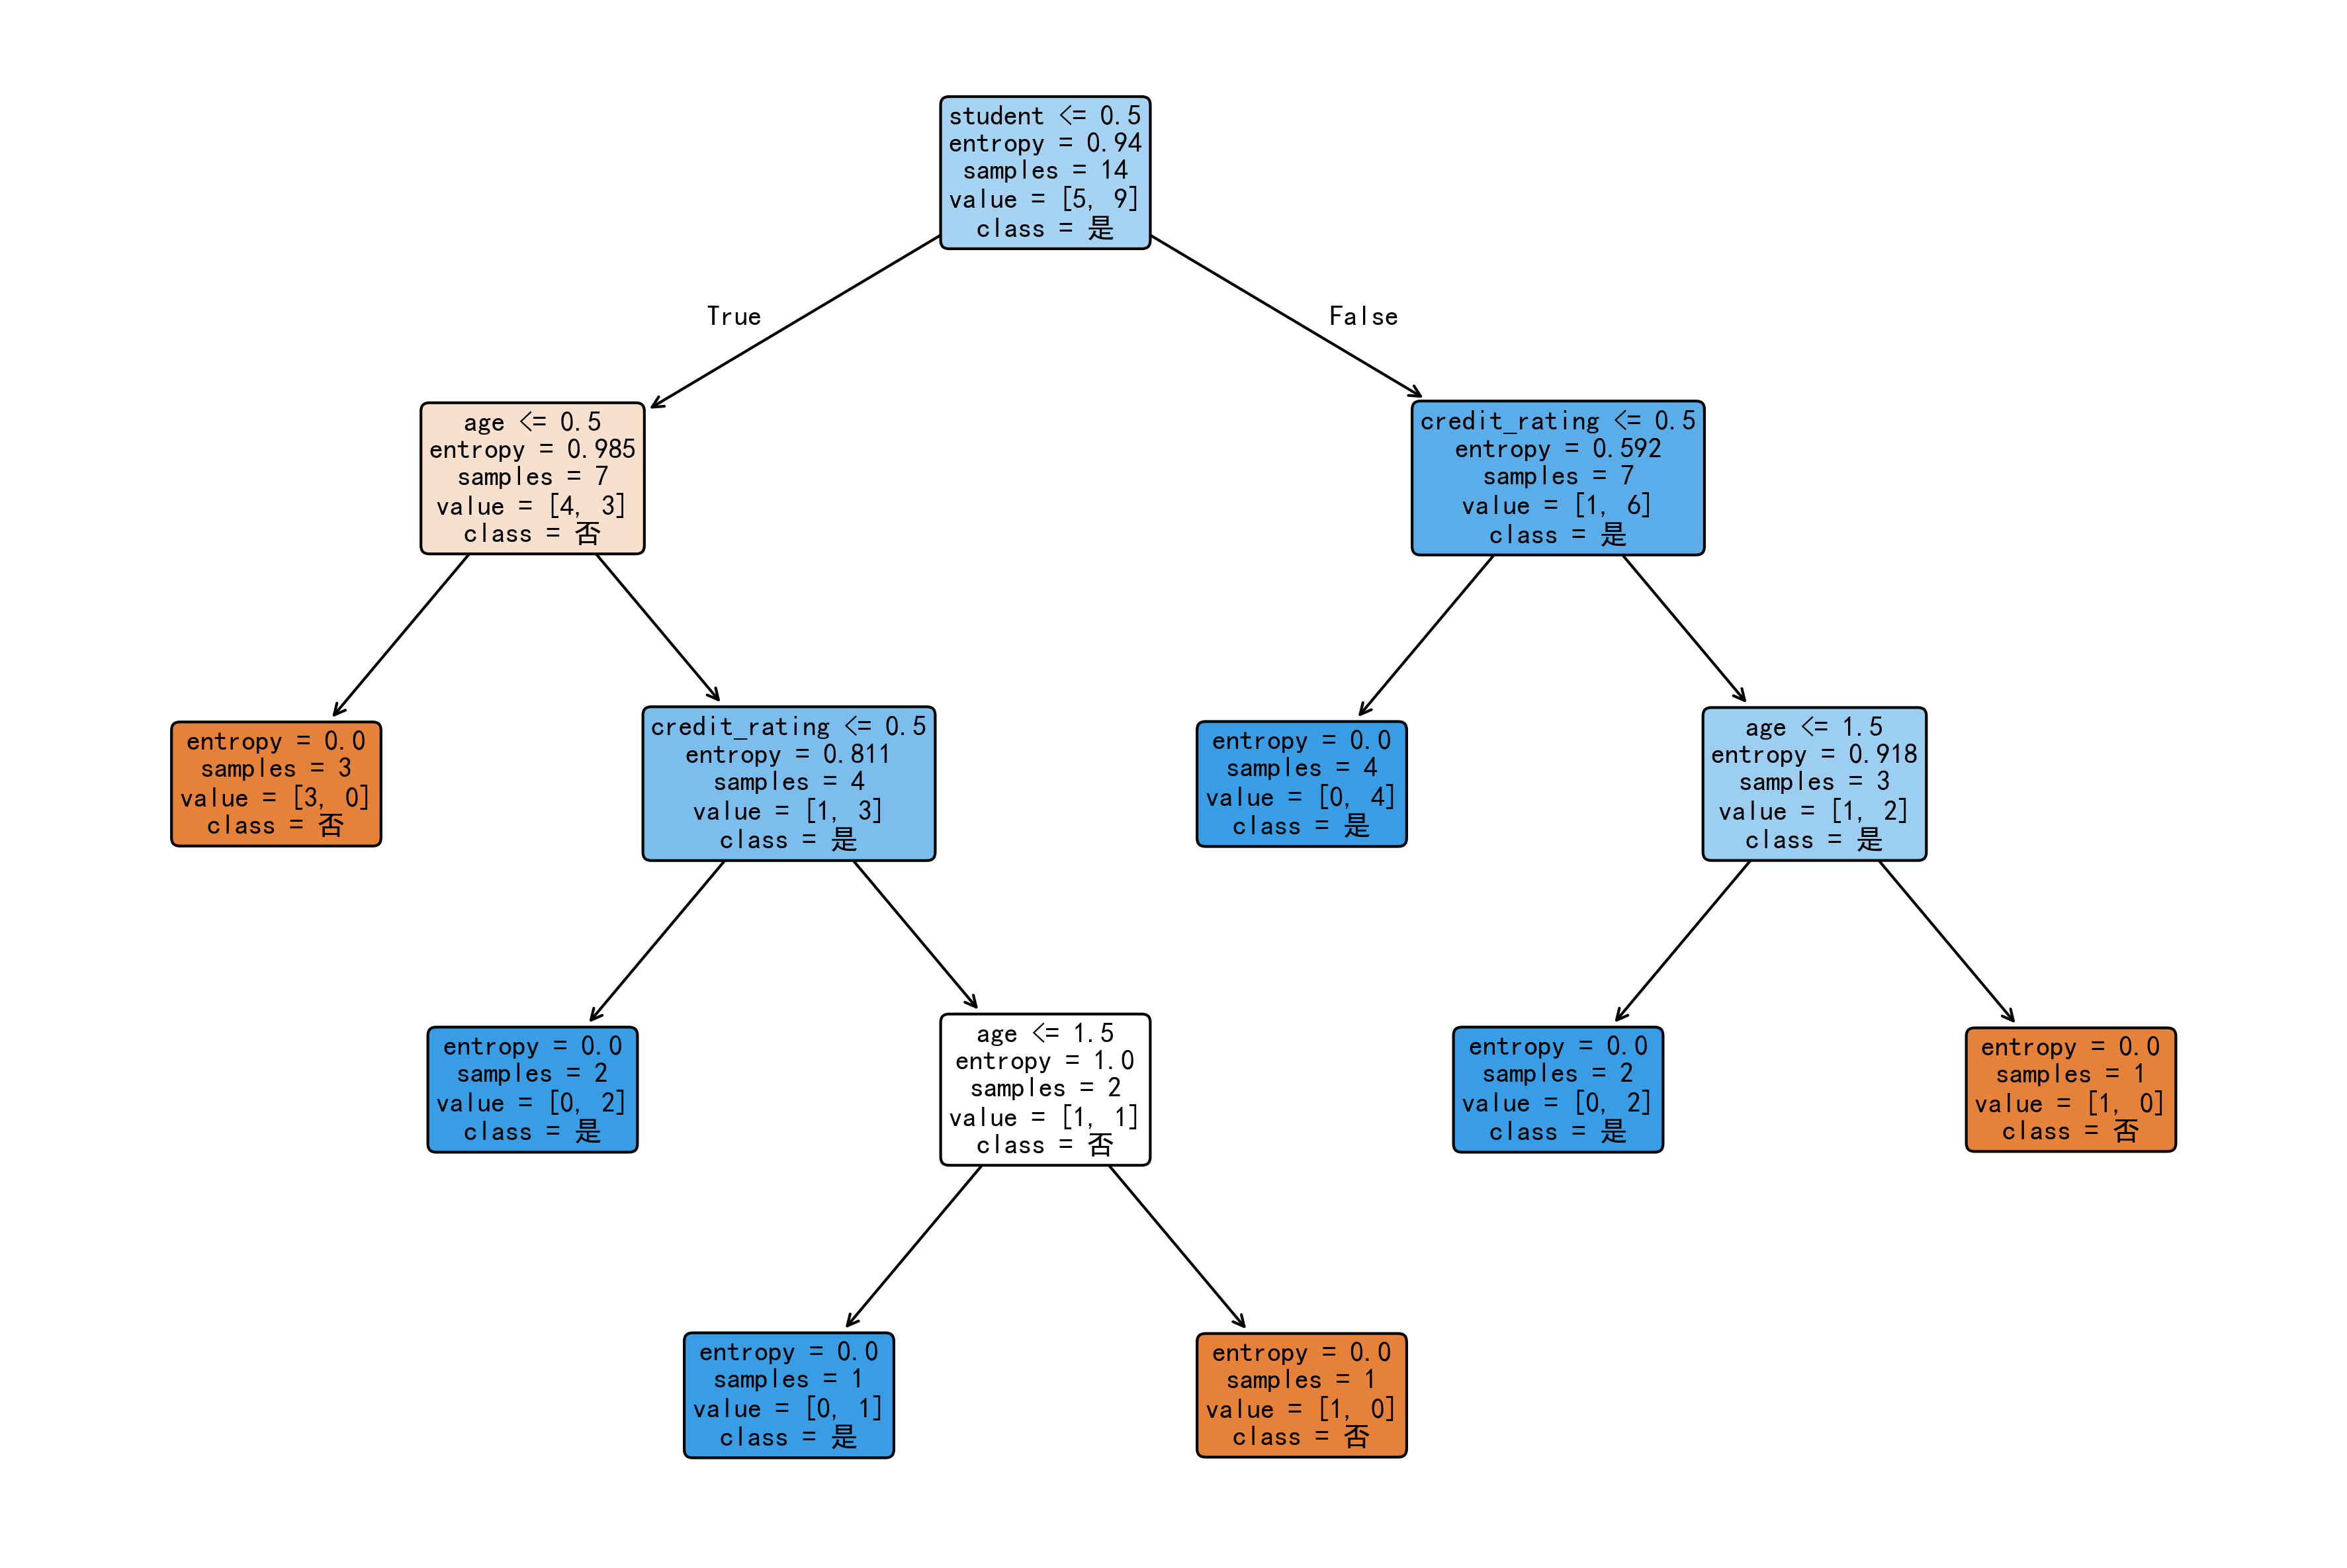 student <= 0.5
entropy = 0.94
samples = 14
value = [5, 9]
class = 是
True
False
age <= 0.5
entropy = 0.985
samples = 7
value = [4, 3]
class = 否
credit_rating <= 0.5
entropy = 0.592
samples = 7
value = [1, 6]
class = 是
entropy = 0.0
samples = 3
value = [3, 0]
class = 否
credit_rating <= 0.5
entropy = 0.811
samples = 4
value = [1, 3]
class = 是
entropy = 0.0
samples = 4
value = [0, 4]
class = 是
age <= 1.5
entropy = 0.918
samples = 3
value = [1, 2]
class = 是
entropy = 0.0
samples = 2
value = [0, 2]
class = 是
age <= 1.5
entropy = 1.0
samples = 2
value = [1, 1]
class = 否
entropy = 0.0
samples = 2
value = [0, 2]
class = 是
entropy = 0.0
samples = 1
value = [1, 0]
class = 否
entropy = 0.0
samples = 1
value = [0, 1]
class = 是
entropy = 0.0
samples = 1
value = [1, 0]
class = 否